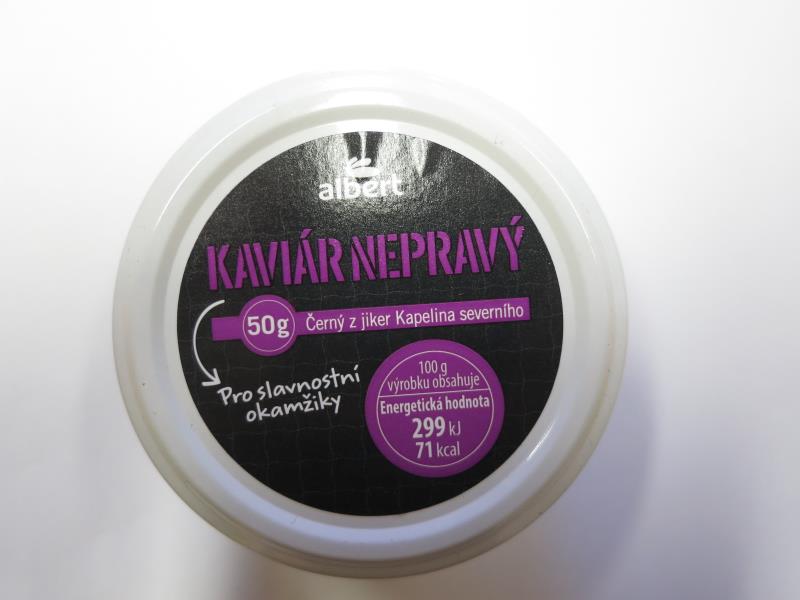 albert
KAVIÁR NEPRAVÝ
50g Černý z jiker Kapelina severního
Pro slavnostní
okamžiky
100 g
výrobku obsahuje
Energetická hodnota
299 kJ
71 kcal